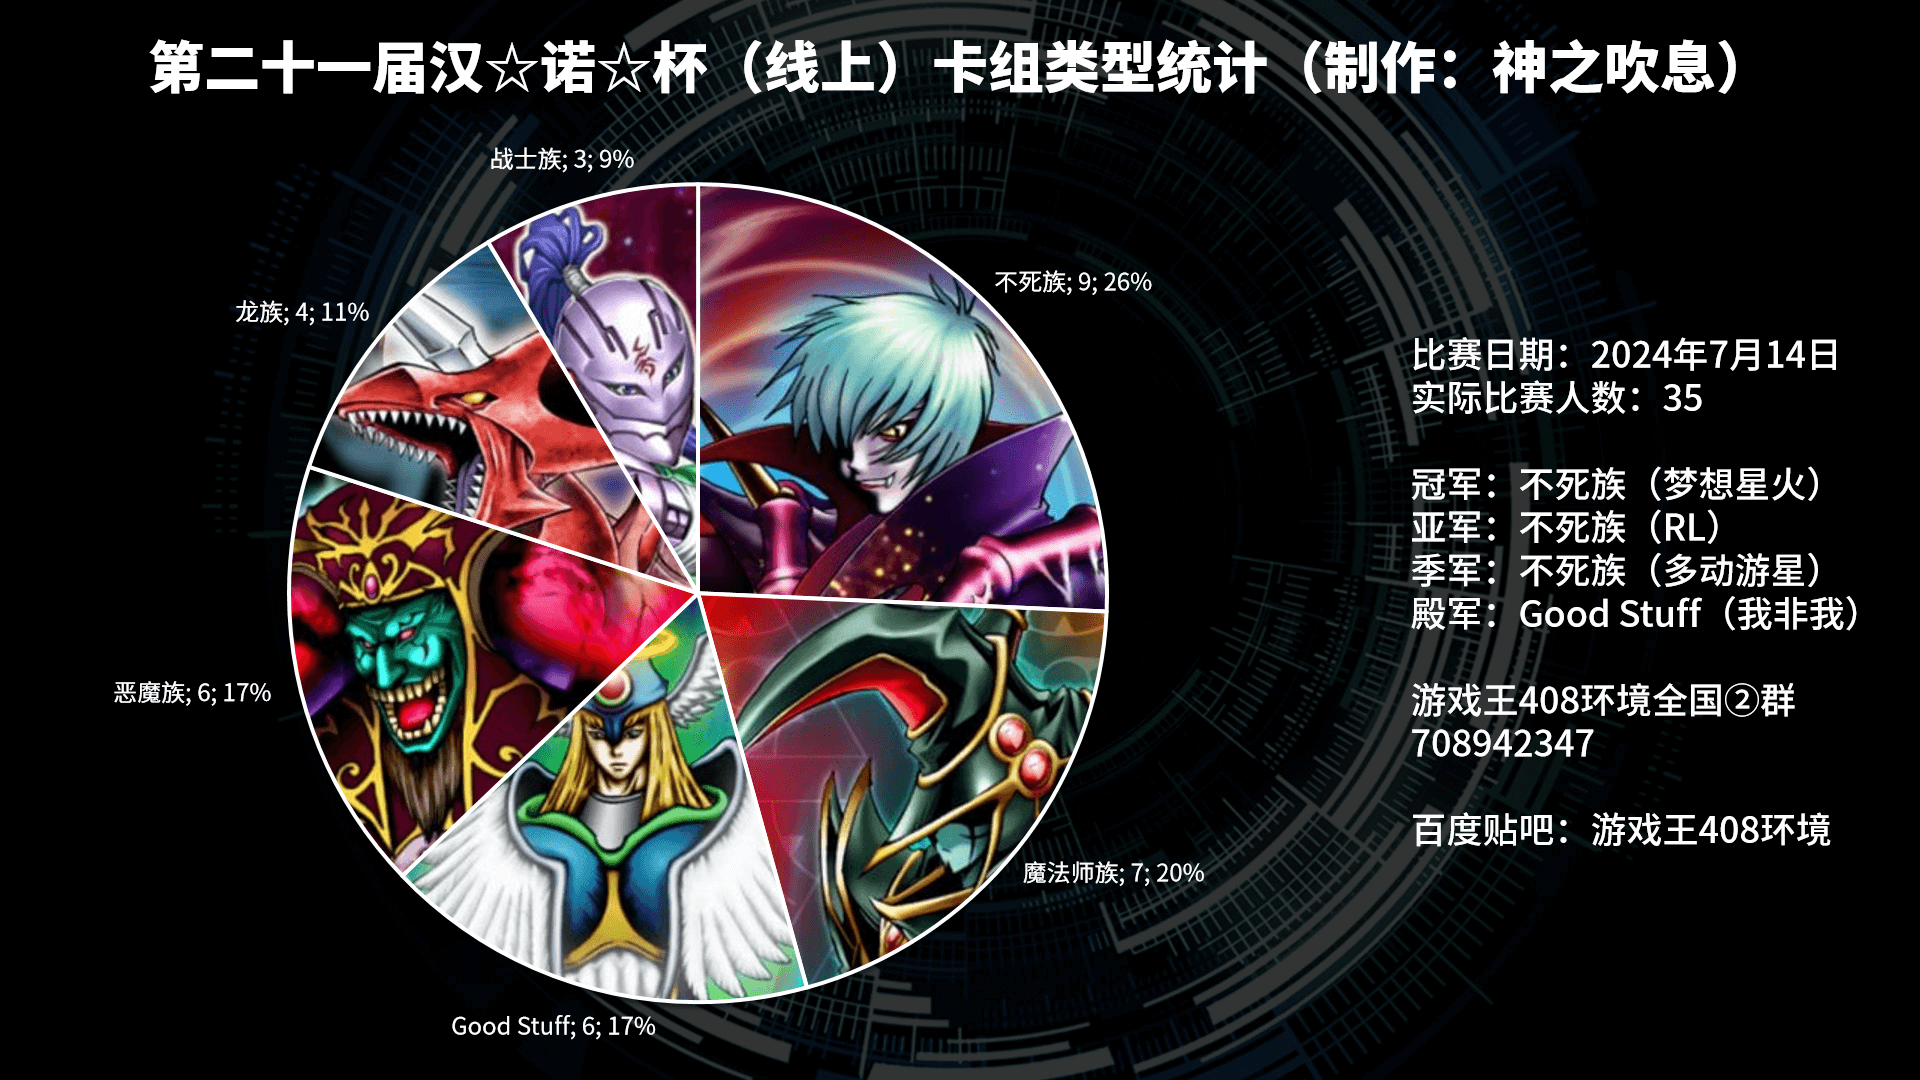 第二十一届汉☆诺☆杯（线上）卡组类型统计（制作：神之吹息）
战士族; 3; 9%
不死族; 9; 26%
龙族; 4; 11%
恶魔族; 6; 17%
魔法师族; 7; 20%
Good Stuff; 6; 17%
比赛日期：2024年7月14日
实际比赛人数：35
冠军：不死族（梦想星火）
亚军：不死族（RL）
季军：不死族（多动游星）
殿军：Good Stuff（我非我）
游戏王408环境全国②群
708942347
百度贴吧：游戏王408环境